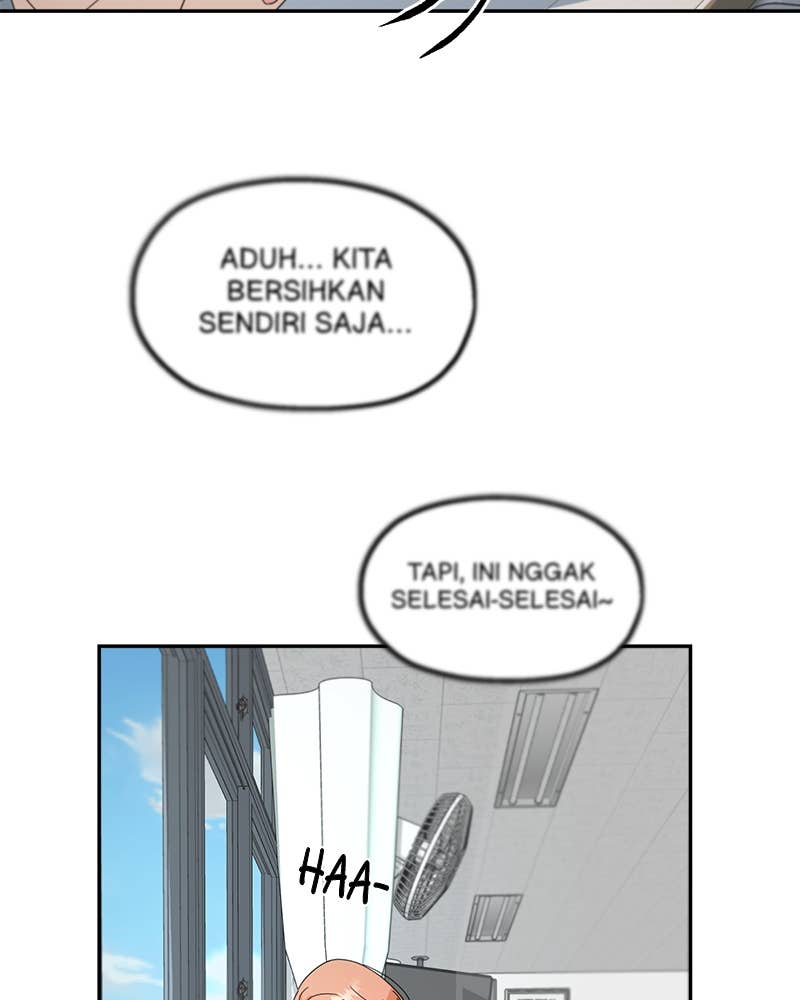 ADUH... KITA
BERSIHKAN
SENDIRI SAJA...
TAPI, INI NGGAK
SELESAI-SELESAI~
HAA-